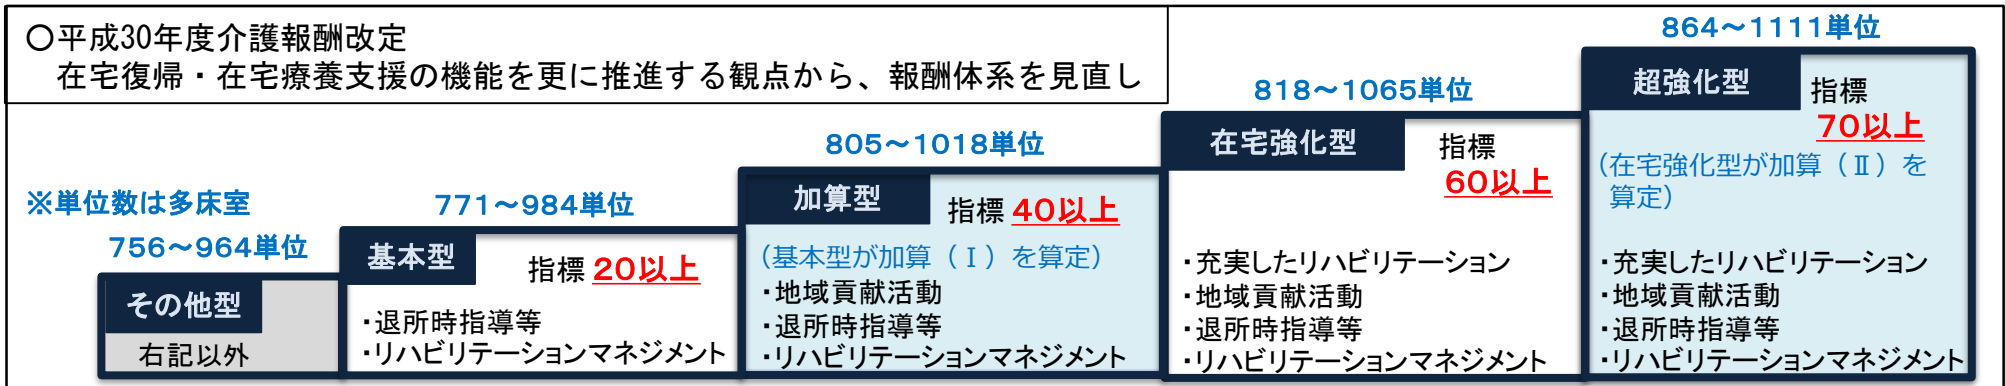 〇平成30年度介護報酬改定
在宅復帰・在宅療養支援の機能を更に推進する観点から、報酬体系を見直し
※単位数は多床室
756～964単位
その他型
右記以外
771～984単位
基本型
指標 20以上
・退所時指導等
・リハビリテーションマネジメント
805～1018単位
加算型
指標 40以上
（基本型が加算（Ⅰ）を算定）
・地域貢献活動
・退所時指導等
・リハビリテーションマネジメント
818～1065単位
在宅強化型
指標
60以上
・充実したリハビリテーション
・地域貢献活動
・退所時指導等
・リハビリテーションマネジメント
864～1111単位
超強化型
指標
70以上
（在宅強化型が加算（Ⅱ）を
算定）
・充実したリハビリテーション
・地域貢献活動
・退所時指導等
・リハビリテーションマネジメント